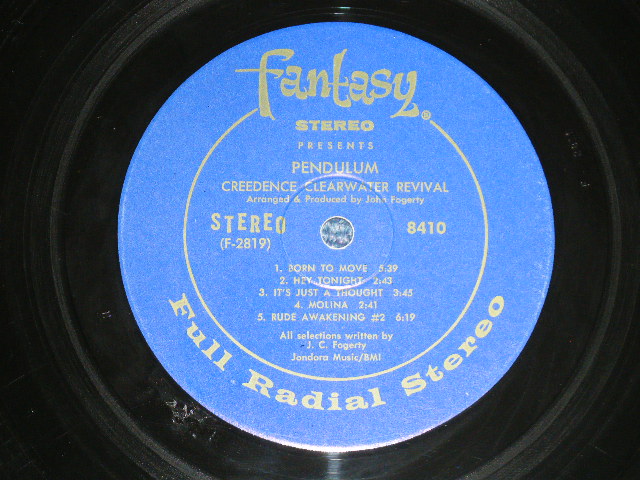 fantasy®
STEREO
PRESENTS
PENDULUM
CREEDENCE CLEARWATER REVIVAL
Arranged & Produced by John Fogerty
STEREO 8410
(F-2819)
1. BORN TO MOVE 5:39
2. HEY TONIGHT 2:43
3. IT'S JUST A THOUGHT 3:45
4. MOLINA 2:41
5. RUDE AWAKENING #2 6:19
All selections written by
J. C. Fogerty
Jondora Music/BMI
Full Radial Stereo